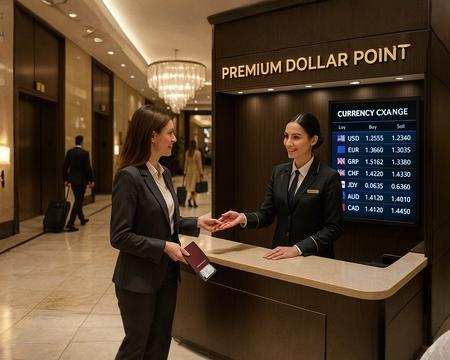 PREMIUM DOLLAR POINT
CURRENCY CXANGE
Luy Buy Sell
USD 1.2555 1.2340
EUR 1.3660 1.3035
GRP 1.5162 1.3380
CHF 1.4220 1.4330
JDY 0.0635 0.6360
AUD 1.4120 1.4010
CAD 1.4120 1.4450